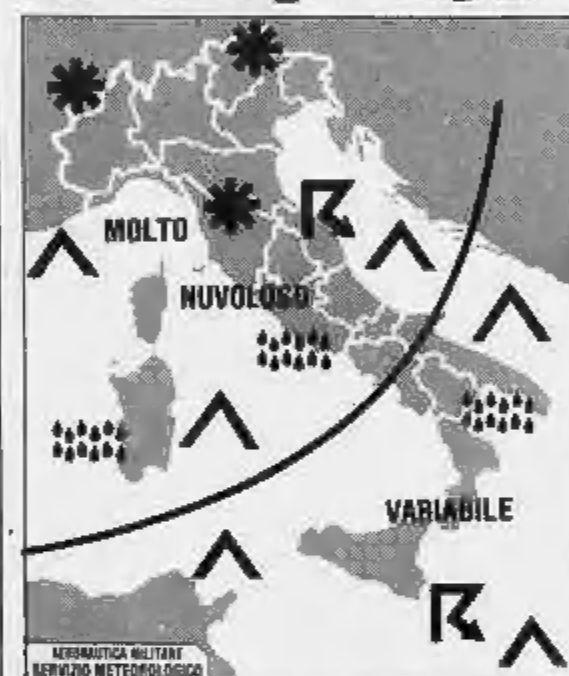 MOLTO
NUVOLOSO
VARIABILE
AERONAUTICA MILITARE
SERVIZIO METEOROLOGICO